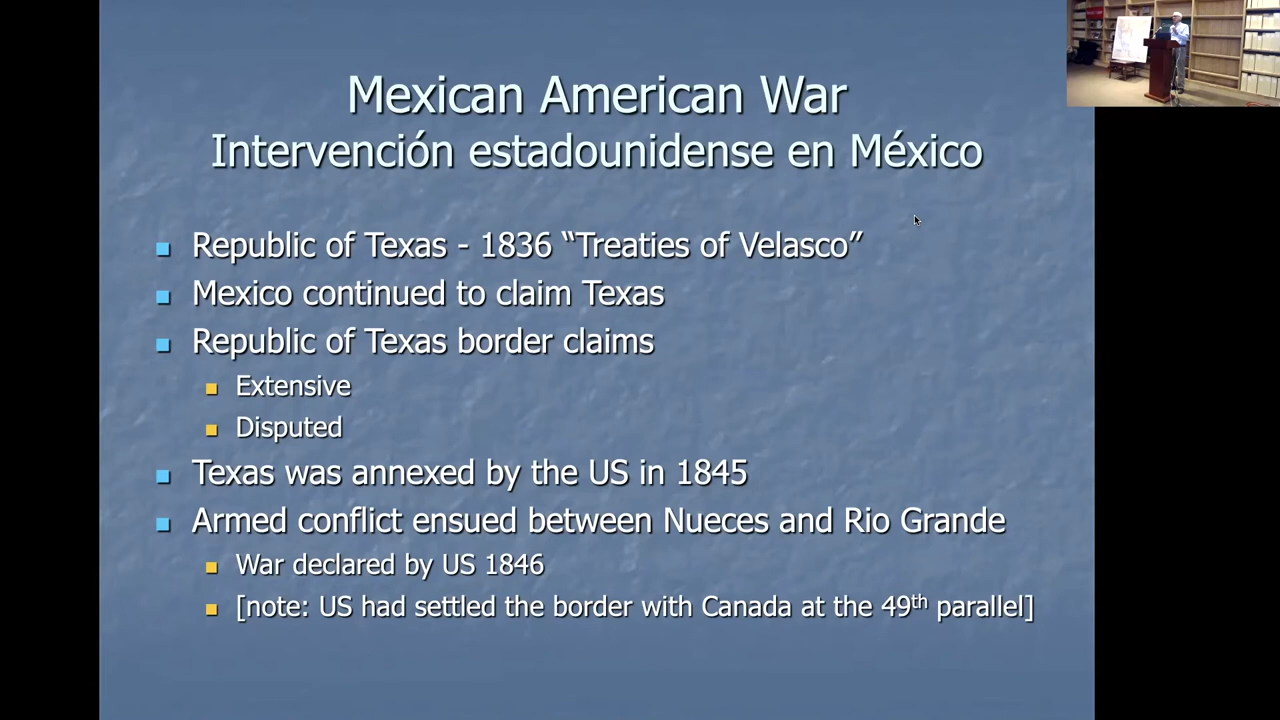 Mexican American War
Intervención estadounidense en México
Republic of Texas - 1836 “Treaties of Velasco”
Mexico continued to claim Texas
Republic of Texas border claims
Extensive
Disputed
Texas was annexed by the US in 1845
Armed conflict ensued between Nueces and Rio Grande
War declared by US 1846
[note: US had settled the border with Canada at the 49th parallel]